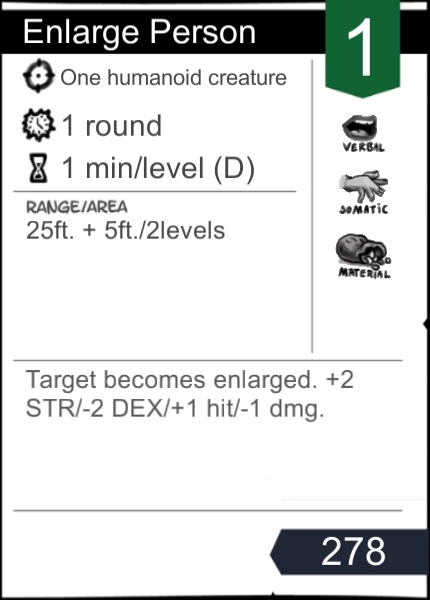 Enlarge Person
1
One humanoid creature
1 round
1 min/level (D)
VERBAL
SOMATIC
MATERIAL
RANGE/AREA
25ft. + 5ft./2levels
Target becomes enlarged. +2
STR/-2 DEX/+1 hit/-1 dmg.
278